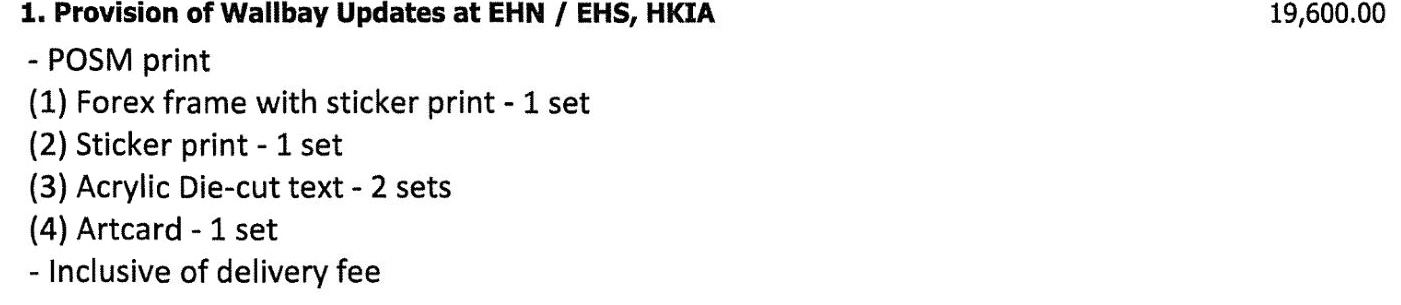 1. Provision of Wallbay Updates at EHN / EHS, HKIA 19,600.00
- POSM print
(1) Forex frame with sticker print - 1 set
(2) Sticker print - 1 set
(3) Acrylic Die-cut text - 2 sets
(4) Artcard - 1 set
- Inclusive of delivery fee